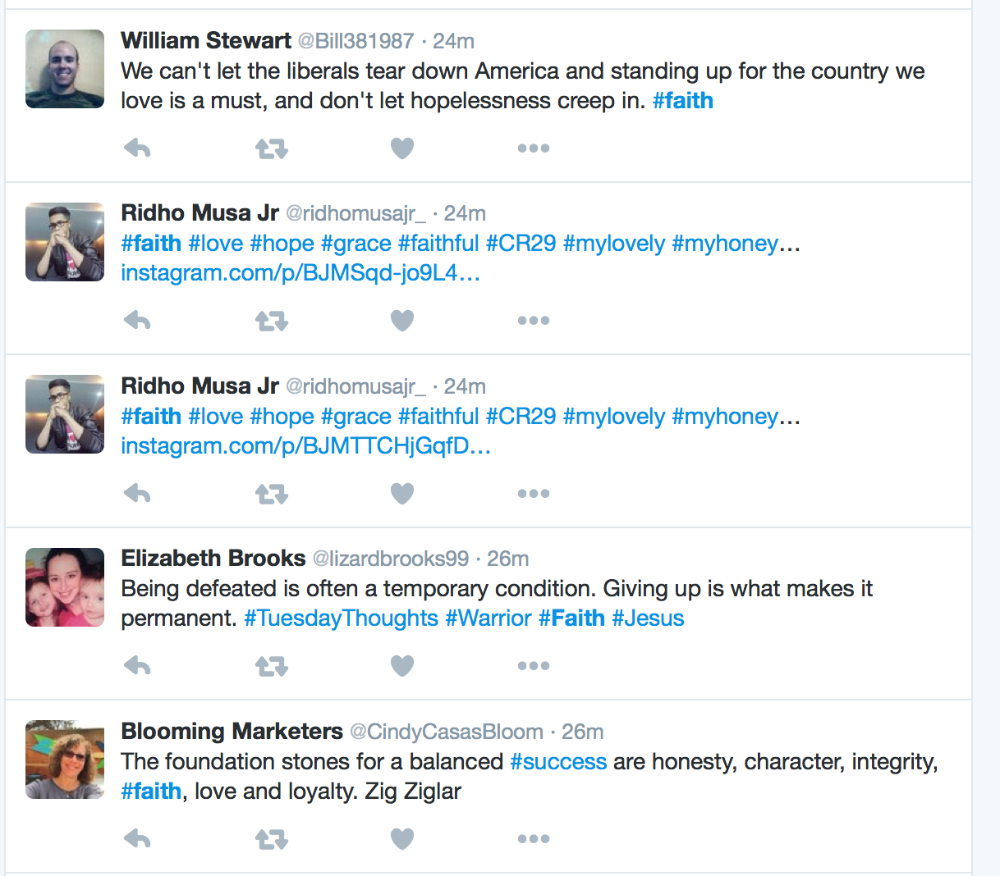 William Stewart @Bill381987 · 24m
We can't let the liberals tear down America and standing up for the country we
love is a must, and don't let hopelessness creep in. #faith
Ridho Musa Jr @ridhomusajr_ · 24m
#faith #love #hope #grace #faithful #CR29 #mylovely #myhoney…
instagram.com/p/BJMSqd-jo9L4…
Ridho Musa Jr @ridhomusajr_ · 24m
#faith #love #hope #grace #faithful #CR29 #mylovely #myhoney…
instagram.com/p/BJMTTCHjGqfD…
Elizabeth Brooks @lizardbrooks99 · 26m
Being defeated is often a temporary condition. Giving up is what makes it
permanent. #TuesdayThoughts #Warrior #Faith #Jesus
Blooming Marketers @CindyCasasBloom · 26m
The foundation stones for a balanced #success are honesty, character, integrity,
#faith, love and loyalty. Zig Ziglar